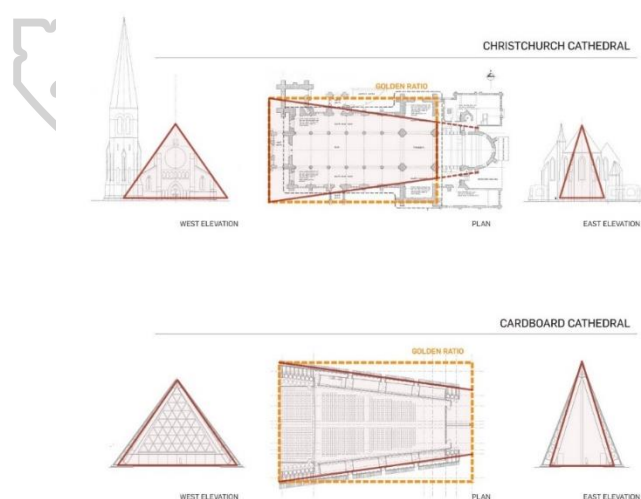 CHRISTCHURCH CATHEDRAL
GOLDEN RATIO
WEST ELEVATION
PLAN
EAST ELEVATION
CARDBOARD CATHEDRAL
GOLDEN RATIO
WEST ELEVATION
PLAN
EAST ELEVATION